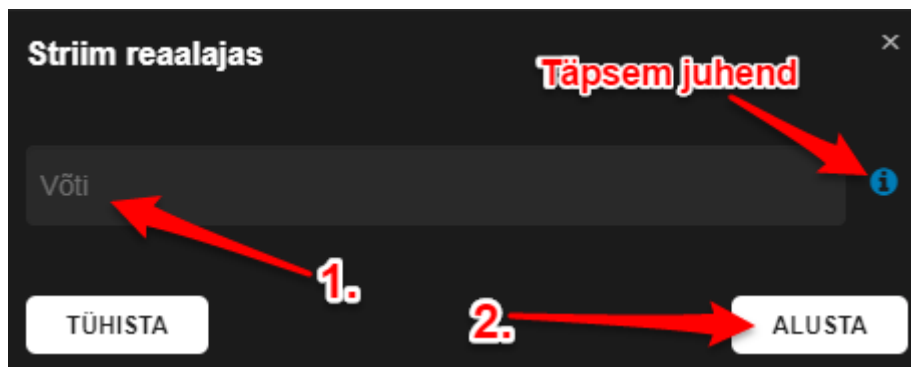 Striim reaalajas
×
Täpsem juhend
Võti
1.
2.
TÜHISTA
ALUSTA